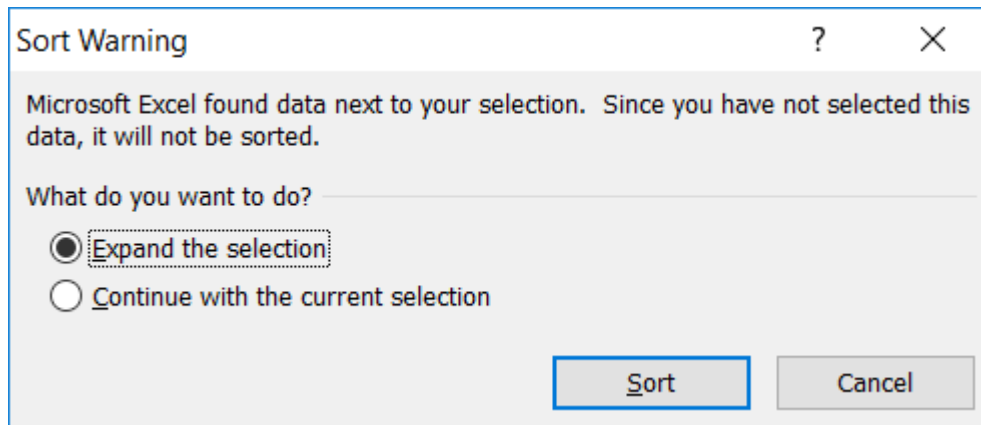 Sort Warning
?
Microsoft Excel found data next to your selection.  Since you have not selected this
data, it will not be sorted.
What do you want to do?
Expand the selection
Continue with the current selection
Sort
Cancel